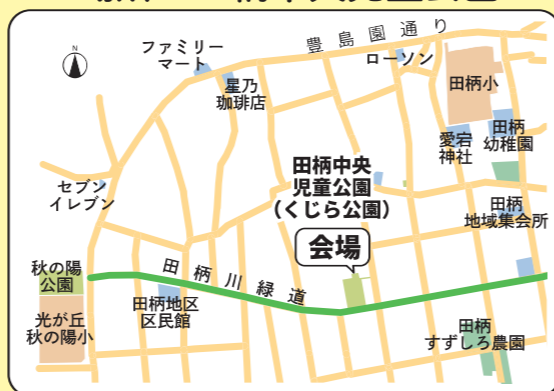 豊島園通り
ファミリー
マート
星乃
珈琲店
ローソン
田柄小
愛宕
神社
田柄
幼稚園
田柄
地域集会所
セブン
イレブン
田柄中央
児童公園
(くじら公園)
会場
秋の陽
公園
田柄川緑道
田柄地区
区民館
光が丘
秋の陽小
田柄
すずしろ農園
N